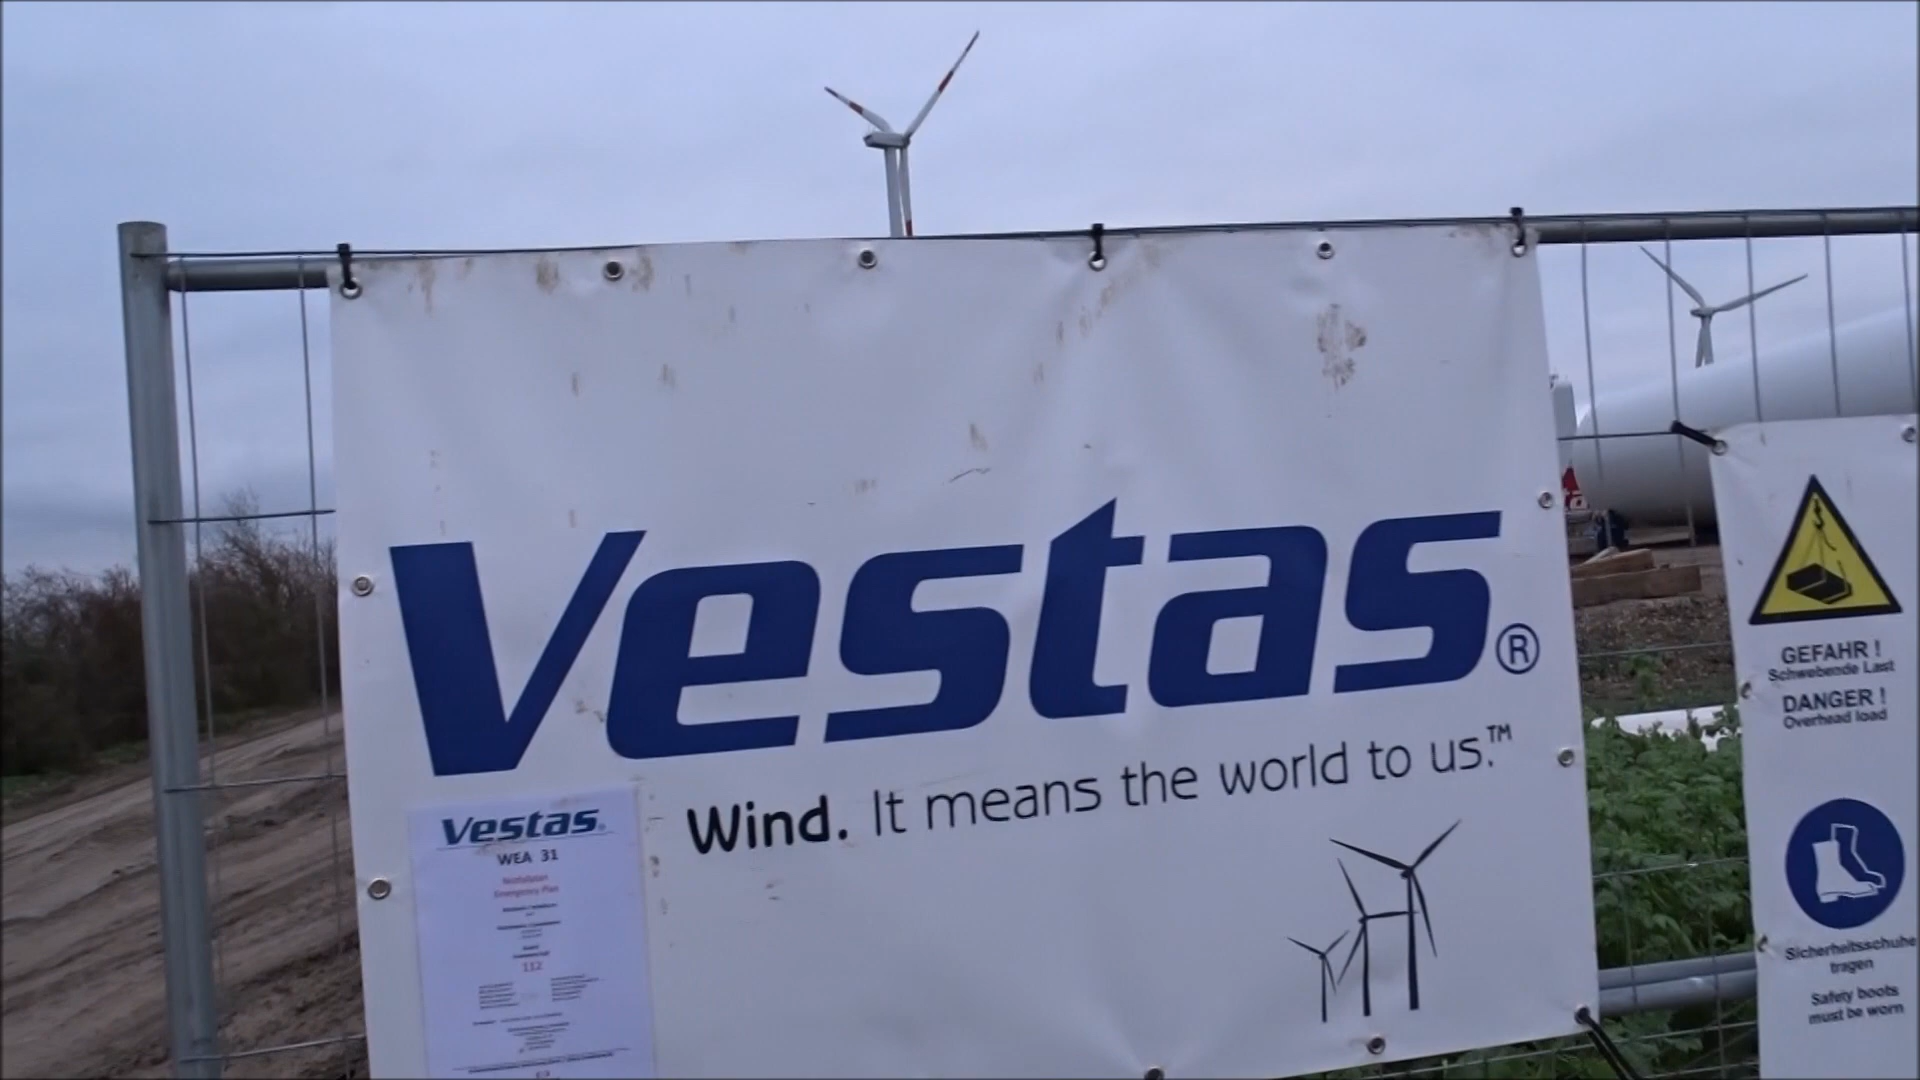 Vestas®
Wind. It means the world to us.™
Vestas®
WEA 31
Notfallplan
Emergency Plan
112
GEFAHR !
Schwebende Last
DANGER !
Overhead load
Sicherheitsschuhe
tragen
Safety boots
must be worn